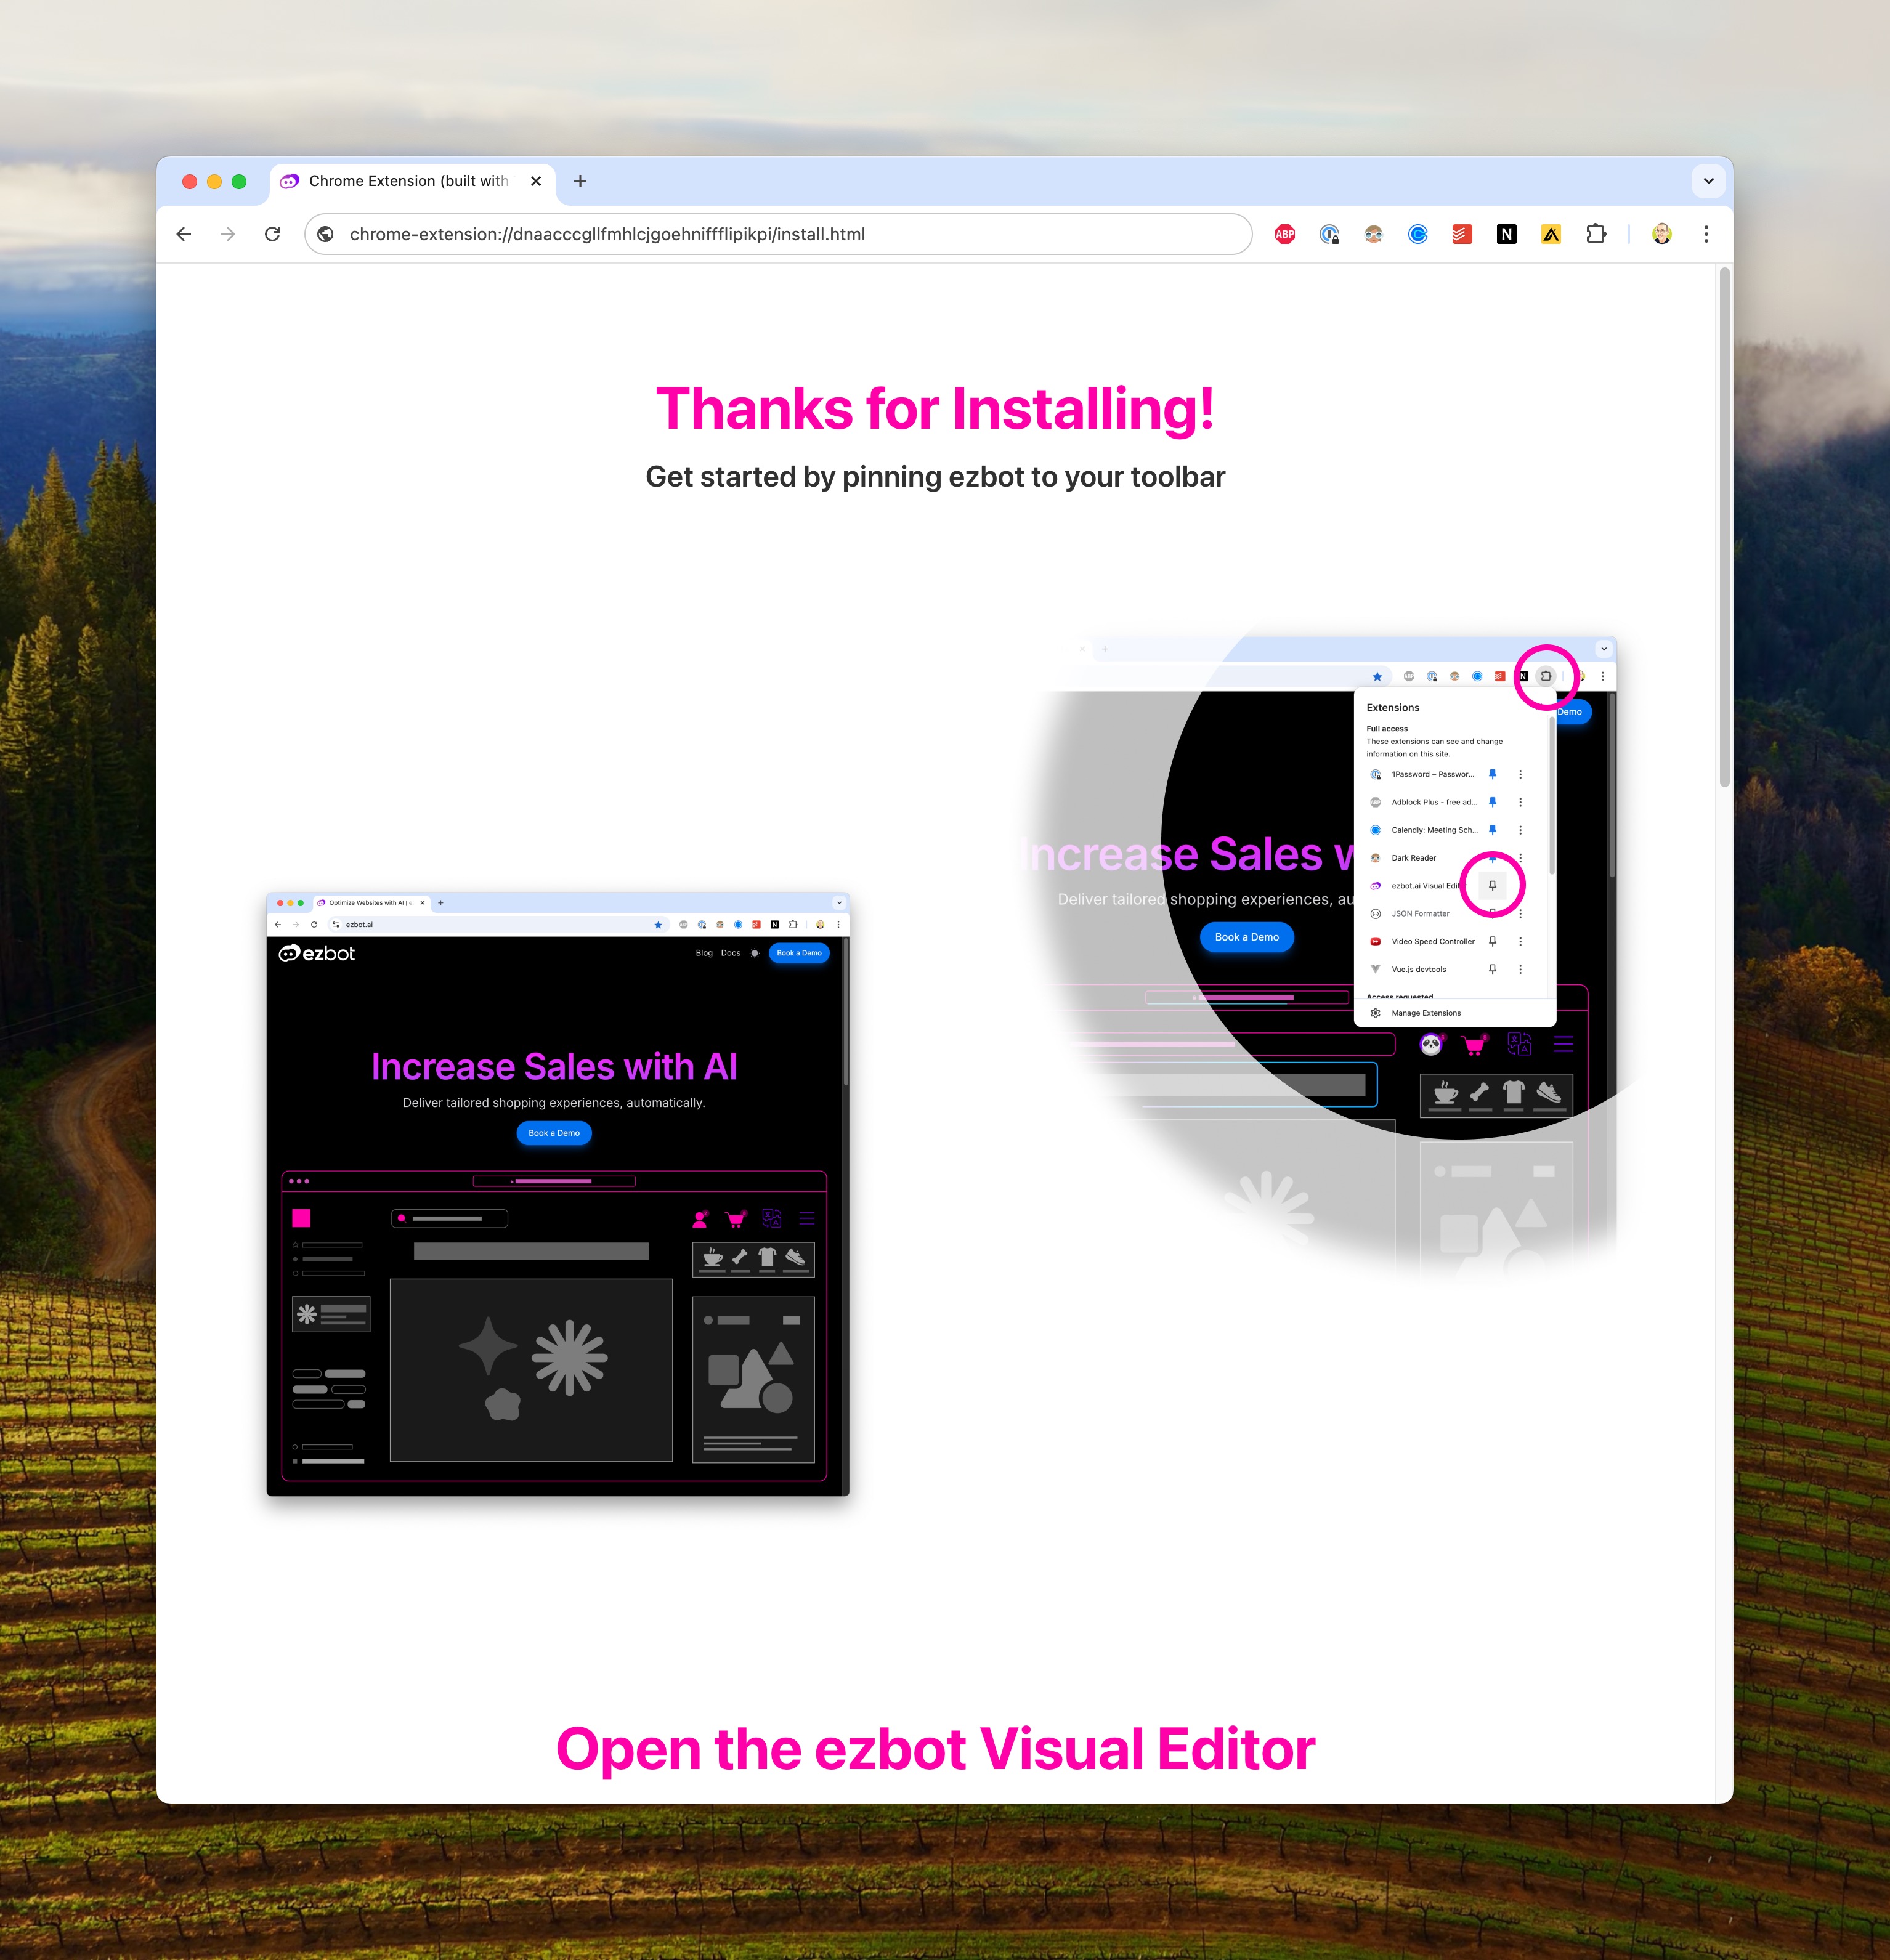 Chrome Extension (built with
chrome-extension://dnaacccgllfmhlcjgoehniffflipikpi/install.html
ABP
N
Thanks for Installing!
Get started by pinning ezbot to your toolbar
Extensions
Full access
These extensions can see and change
information on this site.
1Password – Passwor...
Adblock Plus - free ad...
Calendly: Meeting Sch...
Dark Reader
ezbot.ai Visual Edit
JSON Formatter
Video Speed Controller
Vue.js devtools
Access requested
Manage Extensions
Demo
ncrease Sales w
Deliver tailored shopping experiences, au
Book a Demo
Optimize Websites with AI |
ezbot.ai
N
ezbot
Blog
Docs
Book a Demo
Increase Sales with AI
Deliver tailored shopping experiences, automatically.
Book a Demo
Open the ezbot Visual Editor